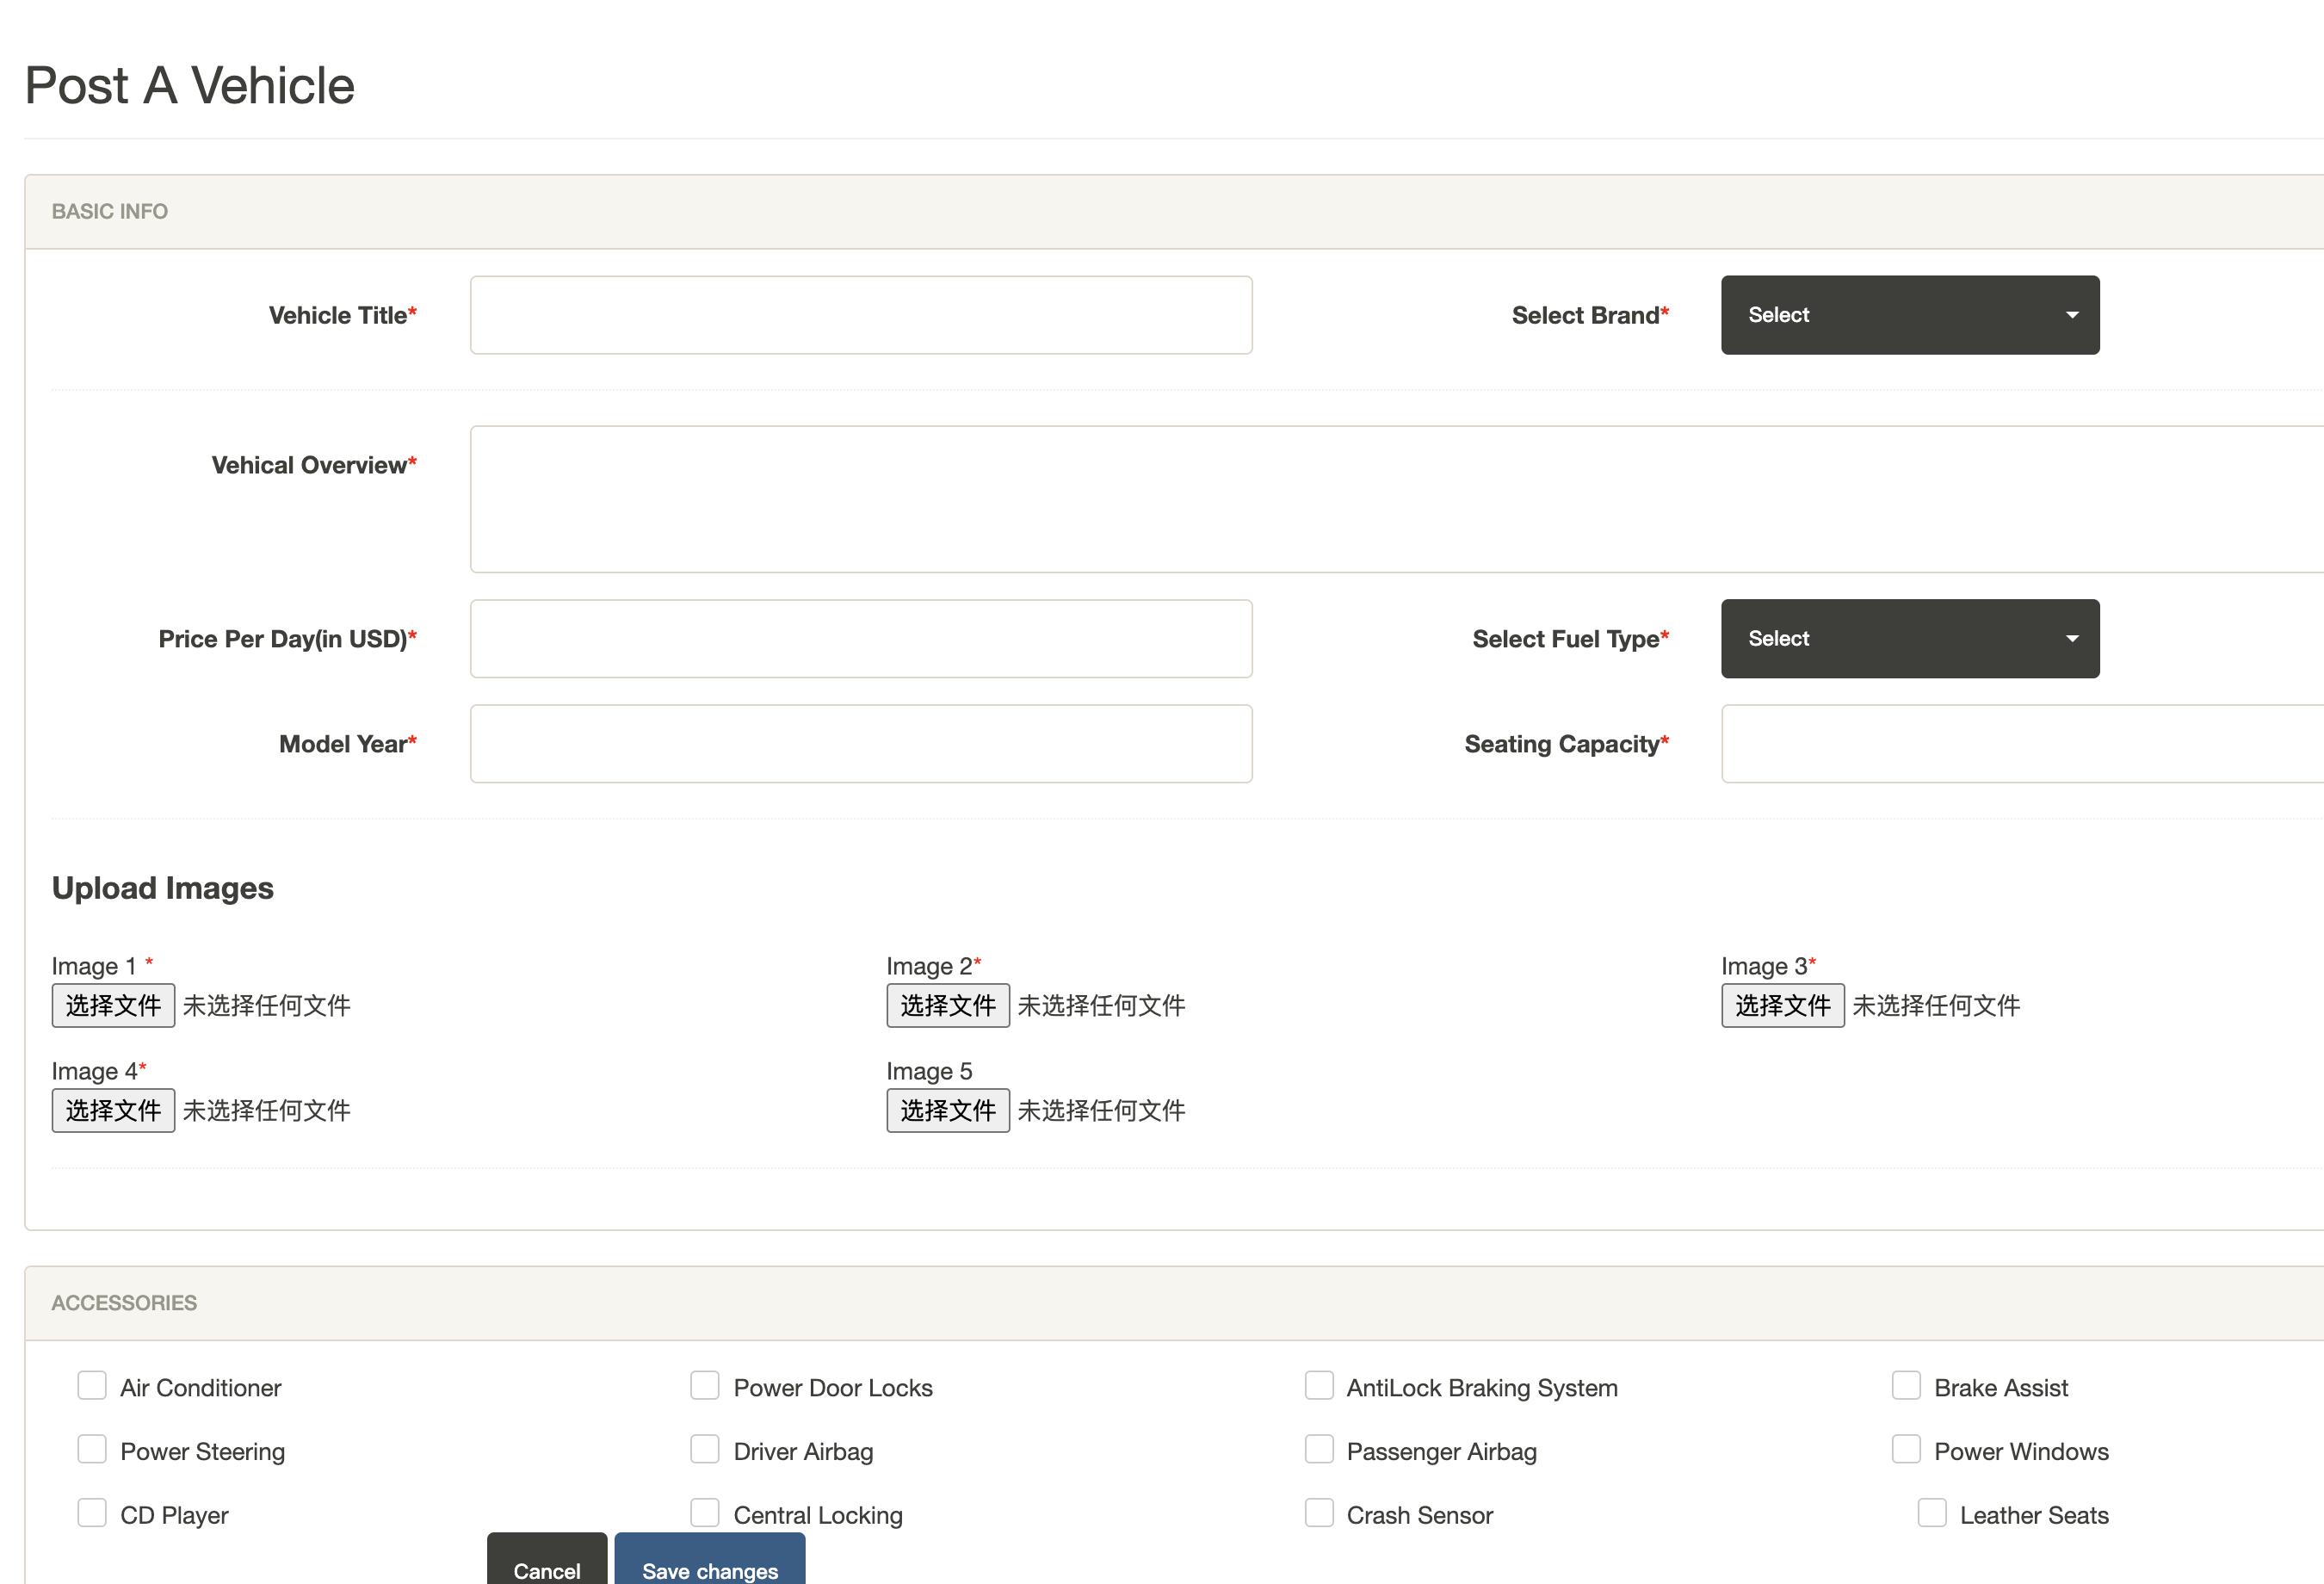 Post A Vehicle
BASIC INFO
Vehicle Title* Select Brand* Select
Vehical Overview*
Price Per Day(in USD)* Select Fuel Type* Select
Model Year* Seating Capacity*
Upload Images
Image 1 * Image 2* Image 3*
选择文件 未选择任何文件 选择文件 未选择任何文件 选择文件 未选择任何文件
Image 4* Image 5
选择文件 未选择任何文件 选择文件 未选择任何文件
ACCESSORIES
Air Conditioner Power Door Locks AntiLock Braking System Brake Assist
Power Steering Driver Airbag Passenger Airbag Power Windows
CD Player Central Locking Crash Sensor Leather Seats
Cancel Save changes